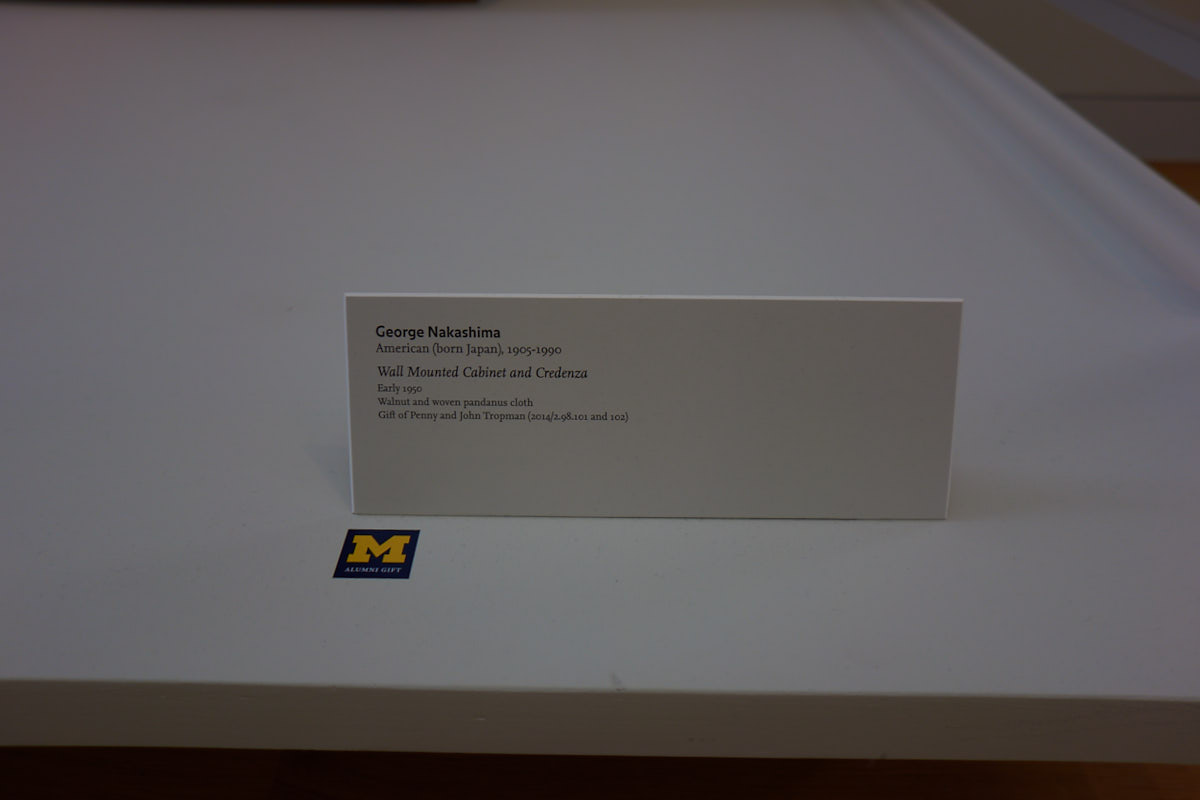 George Nakashima
American (born Japan), 1905-1990
Wall Mounted Cabinet and Credenza
Early 1950
Walnut and woven pandanus cloth
Gift of Penny and John Tropman (2014/2.98.101 and 102)
M
ALUMNI GIFT